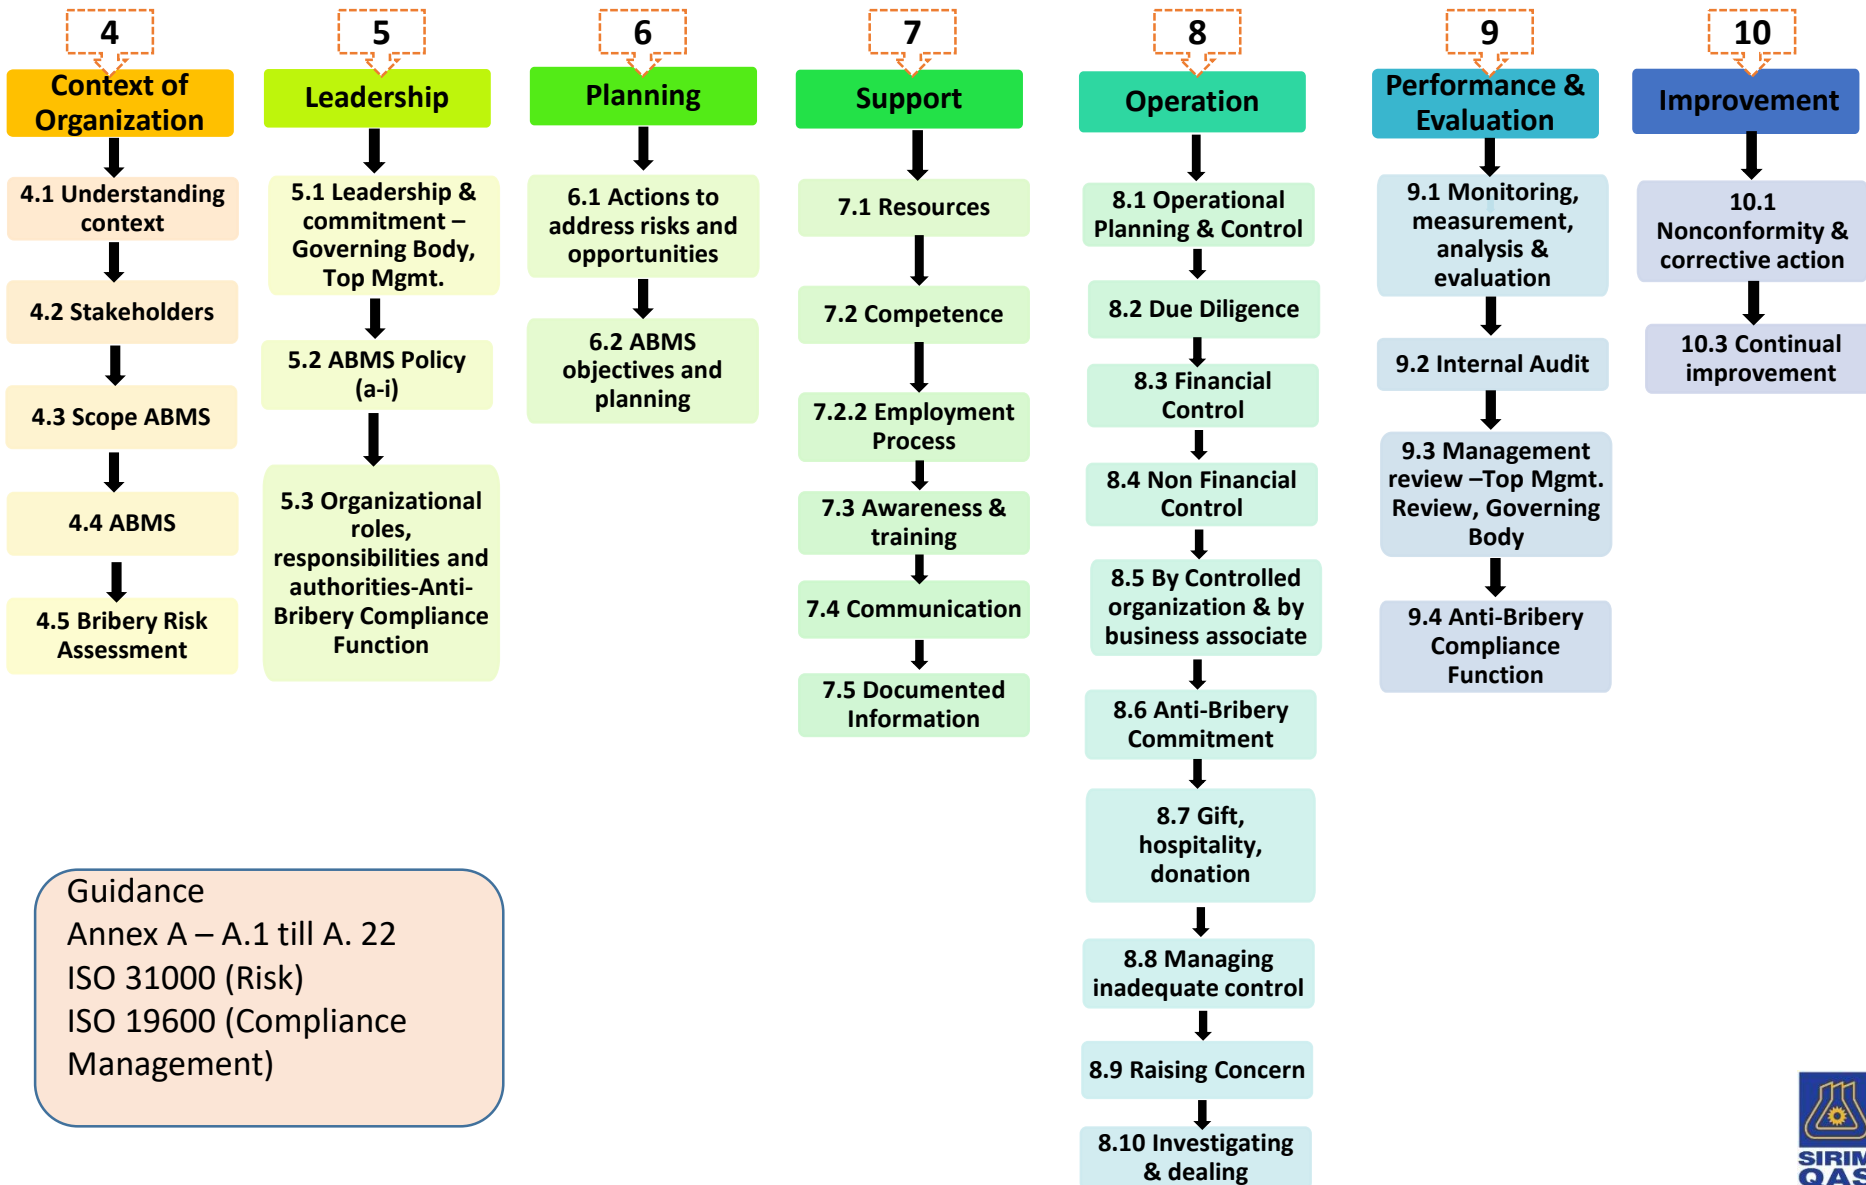 4
Context of
Organization
4.1 Understanding
context
4.2 Stakeholders
4.3 Scope ABMS
4.4 ABMS
4.5 Bribery Risk
Assessment
5
Leadership
5.1 Leadership &
commitment –
Governing Body,
Top Mgmt.
5.2 ABMS Policy
(a-i)
5.3 Organizational
roles,
responsibilities and
authorities-Anti-
Bribery Compliance
Function
6
Planning
6.1 Actions to
address risks and
opportunities
6.2 ABMS
objectives and
planning
7
Support
7.1 Resources
7.2 Competence
7.2.2 Employment
Process
7.3 Awareness &
training
7.4 Communication
7.5 Documented
Information
8
Operation
8.1 Operational
Planning & Control
8.2 Due Diligence
8.3 Financial
Control
8.4 Non Financial
Control
8.5 By Controlled
organization & by
business associate
8.6 Anti-Bribery
Commitment
8.7 Gift,
hospitality,
donation
8.8 Managing
inadequate control
8.9 Raising Concern
8.10 Investigating
& dealing
9
Performance &
Evaluation
9.1 Monitoring,
measurement,
analysis &
evaluation
9.2 Internal Audit
9.3 Management
review –Top Mgmt.
Review, Governing
Body
9.4 Anti-Bribery
Compliance
Function
10
Improvement
10.1
Nonconformity &
corrective action
10.3 Continual
improvement
Guidance
Annex A – A.1 till A. 22
ISO 31000 (Risk)
ISO 19600 (Compliance
Management)
SIRIM
QAS